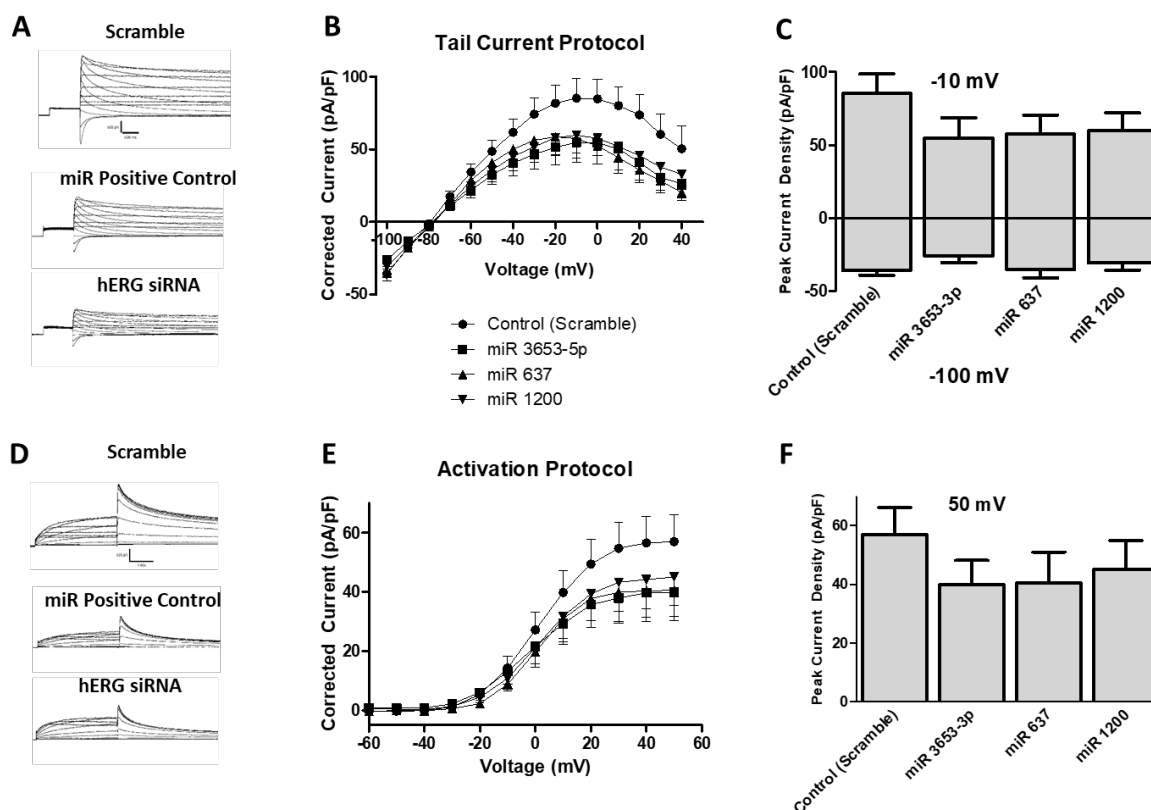 A
Scramble
miR Positive Control
hERG siRNA
B
Tail Current Protocol
Corrected Current (pA/pF)
100
50
0
-50
-100 -80 -60 -40 -20 0 20 40
Voltage (mV)
Control (Scramble)
miR 3653-5p
miR 637
miR 1200
C
Peak Current Density (pA/pF)
100
50
0
-50
-10 mV
Control (Scramble)
miR 3653-3p
miR 637
miR 1200
-100 mV
D
Scramble
miR Positive Control
hERG siRNA
E
Activation Protocol
Corrected Current (pA/pF)
60
40
20
0
-60 -40 -20 0 20 40 60
Voltage (mV)
F
Peak Current Density (pA/pF)
60
40
20
0
50 mV
Control (Scramble)
miR 3653-3p
miR 637
miR 1200